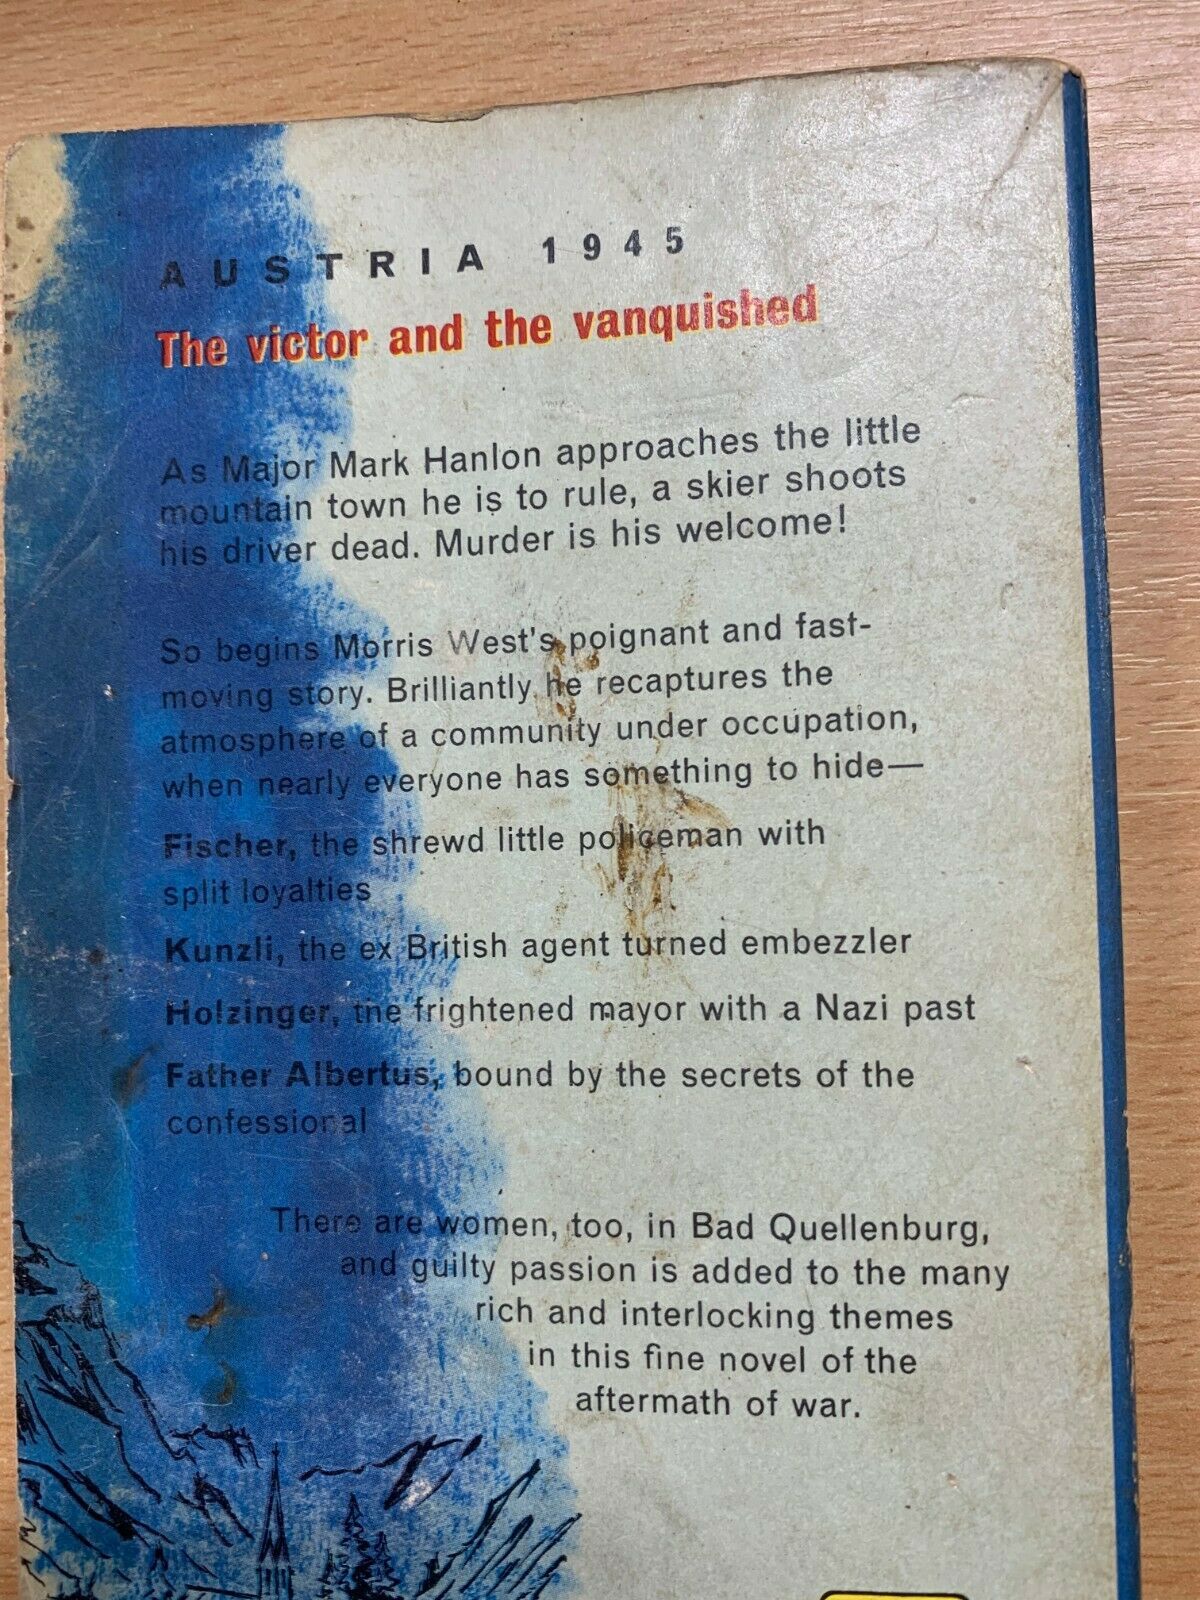 AUSTRIA 1945
The victor and the vanquished
As Major Mark Hanlon approaches the little
mountain town he is to rule, a skier shoots
his driver dead. Murder is his welcome!
So begins Morris West's poignant and fast-
moving story. Brilliantly he recaptures the
atmosphere of a community under occupation,
when nearly everyone has something to hide—
Fischer, the shrewd little policeman with
split loyalties
Kunzli, the ex British agent turned embezzler
Holzinger, the frightened mayor with a Nazi past
Father Albertus, bound by the secrets of the
confessional
There are women, too, in Bad Quellenburg,
and guilty passion is added to the many
rich and interlocking themes
in this fine novel of the
aftermath of war.